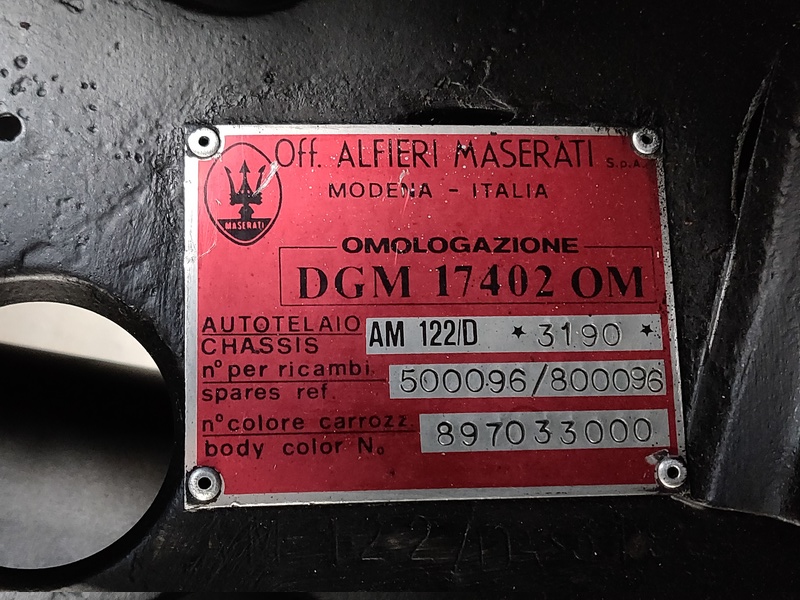 Off. ALFIERI MASERATI S.p.A.
MODENA - ITALIA
MASERATI
OMOLOGAZIONE
DGM 17402 OM
AUTOTELAIO
CHASSIS
AM 122/D ★ 3190 ★
n° per ricambi.
spares ref.
500096/800096
n° colore carrozz.
body color No.
897033000